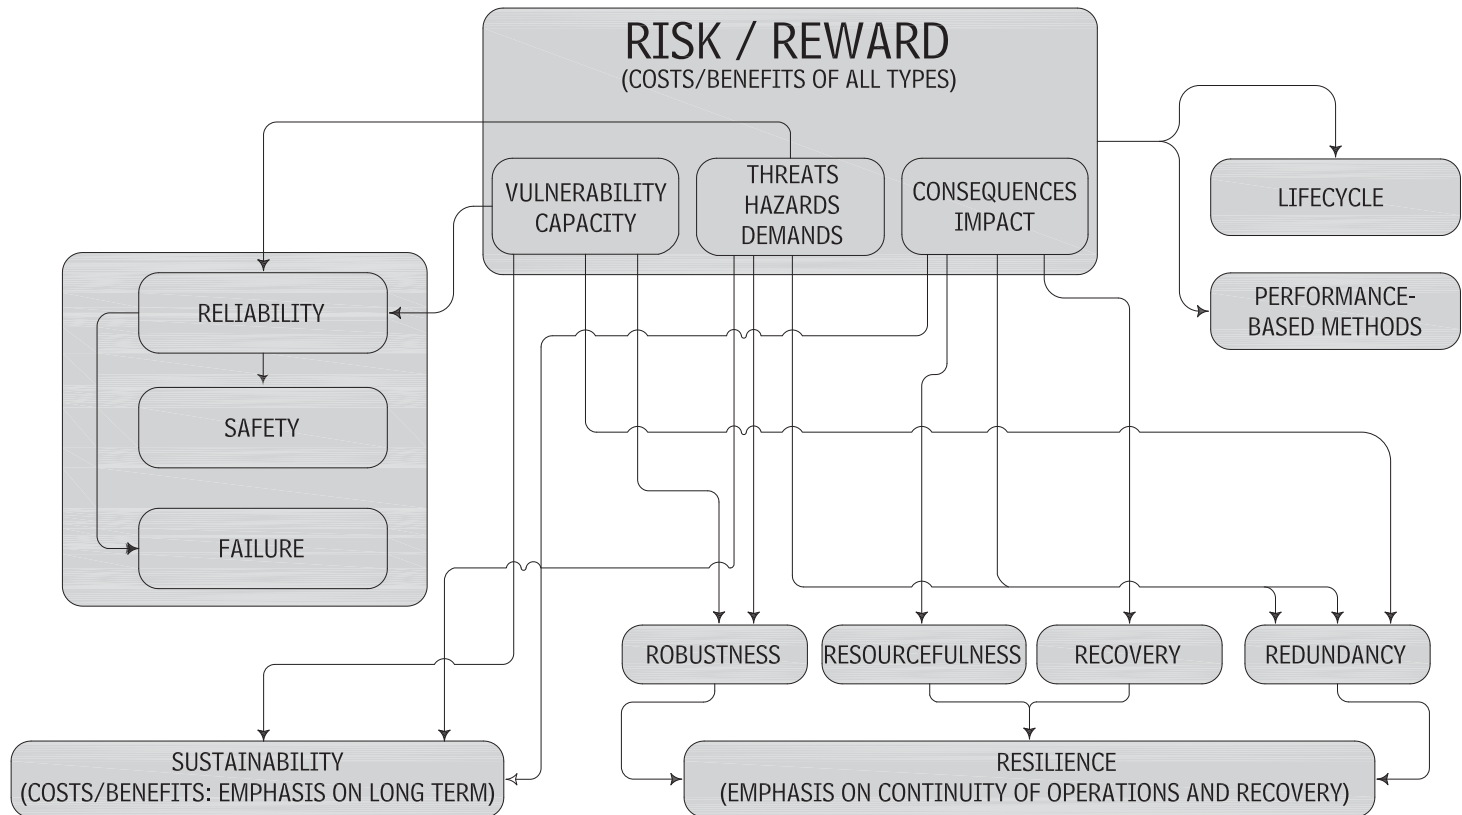 RISK / REWARD
(COSTS/BENEFITS OF ALL TYPES)
VULNERABILITY
CAPACITY
THREATS
HAZARDS
DEMANDS
CONSEQUENCES
IMPACT
LIFECYCLE
PERFORMANCE-
BASED METHODS
RELIABILITY
SAFETY
FAILURE
ROBUSTNESS
RESOURCEFULNESS
RECOVERY
REDUNDANCY
SUSTAINABILITY
(COSTS/BENEFITS: EMPHASIS ON LONG TERM)
RESILIENCE
(EMPHASIS ON CONTINUITY OF OPERATIONS AND RECOVERY)